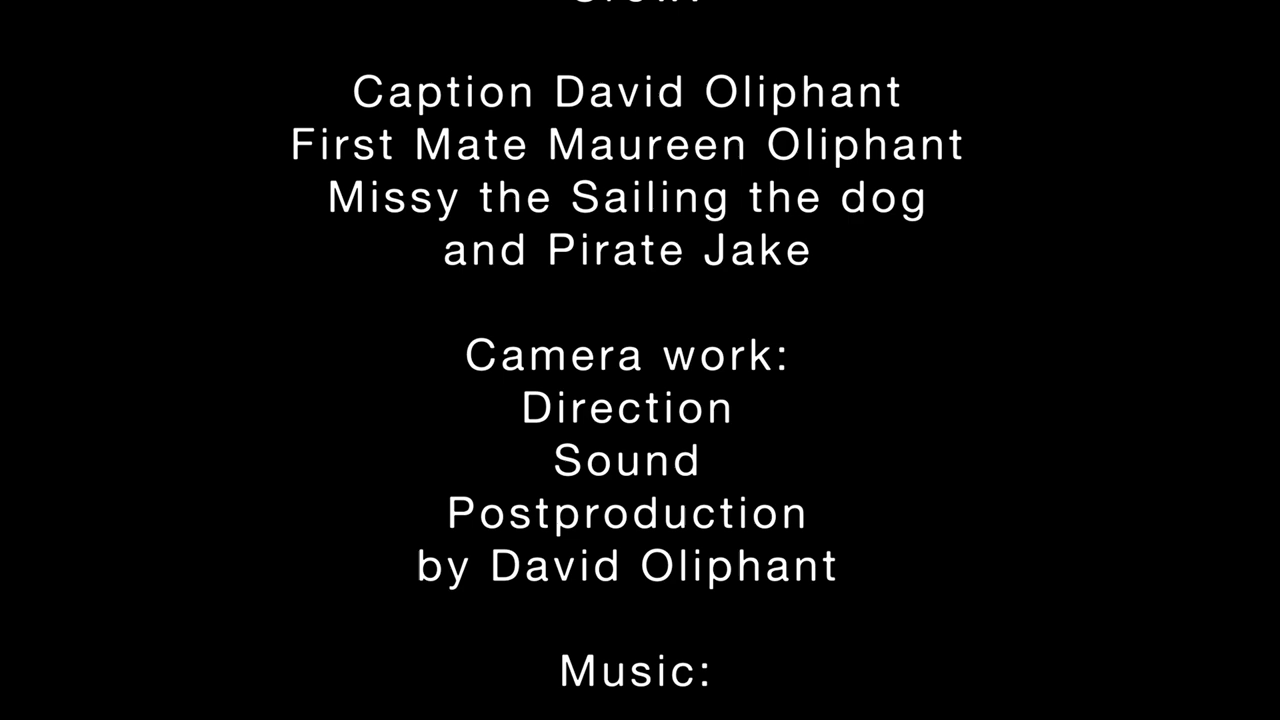 Caption David Oliphant
First Mate Maureen Oliphant
Missy the Sailing the dog
and Pirate Jake
Camera work:
Direction
Sound
Postproduction
by David Oliphant
Music: